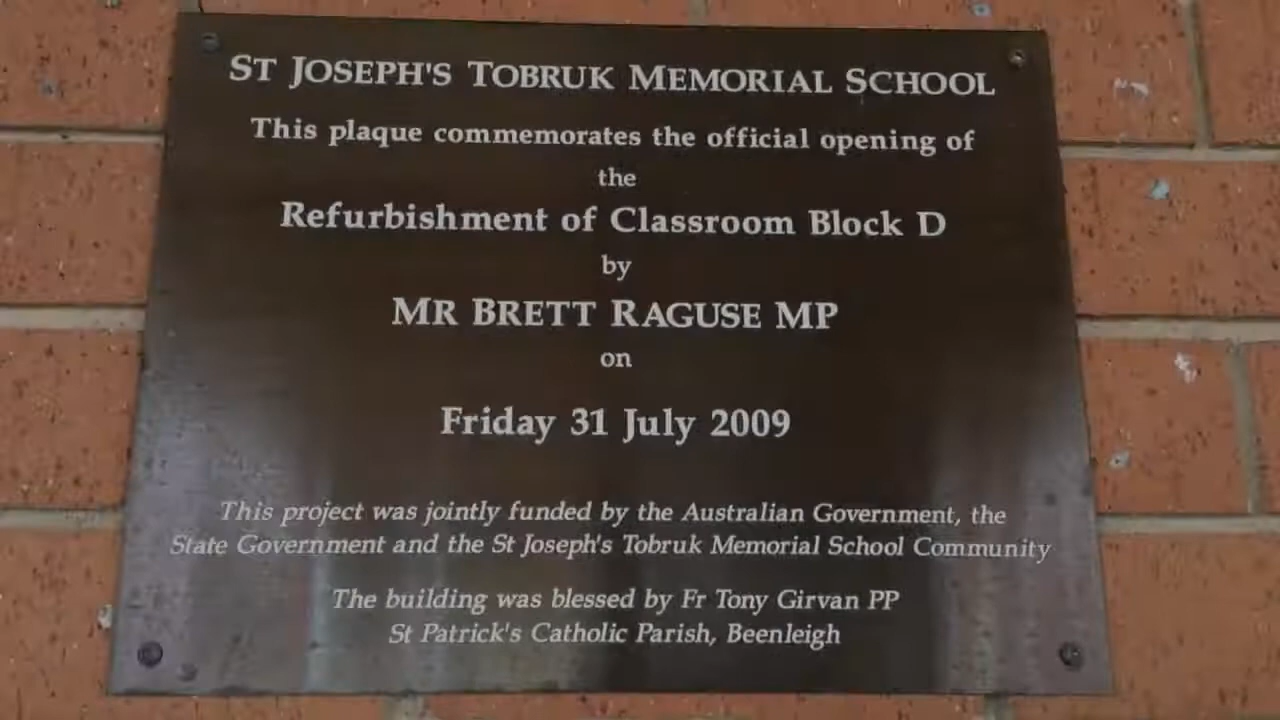 ST JOSEPH'S TOBRUK MEMORIAL SCHOOL
This plaque commemorates the official opening of
the
Refurbishment of Classroom Block D
by
MR BRETT RAGUSE MP
on
Friday 31 July 2009
This project was jointly funded by the Australian Government, the
State Government and the St Joseph's Tobruk Memorial School Community
The building was blessed by Fr Tony Girvan PP
St Patrick's Catholic Parish, Beenleigh